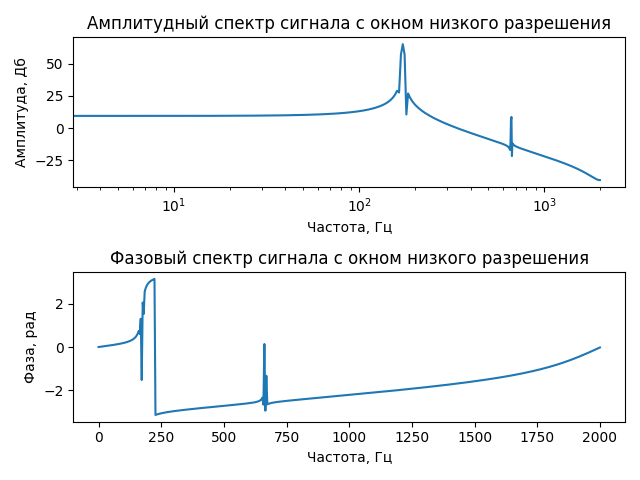 Амплитудный спектр сигнала с окном низкого разрешения
50
25
0
−25
Амплитуда, Дб
10¹
10²
10³
Частота, Гц
Фазовый спектр сигнала с окном низкого разрешения
2
0
−2
Фаза, рад
0 250 500 750 1000 1250 1500 1750 2000
Частота, Гц